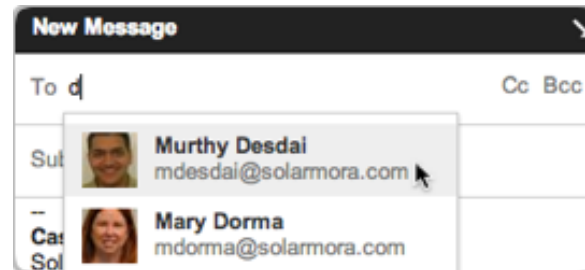 New Message
To d
Cc Bcc
Murthy Desdai
mdesdai@solarmora.com
Mary Dorma
mdorma@solarmora.com
--